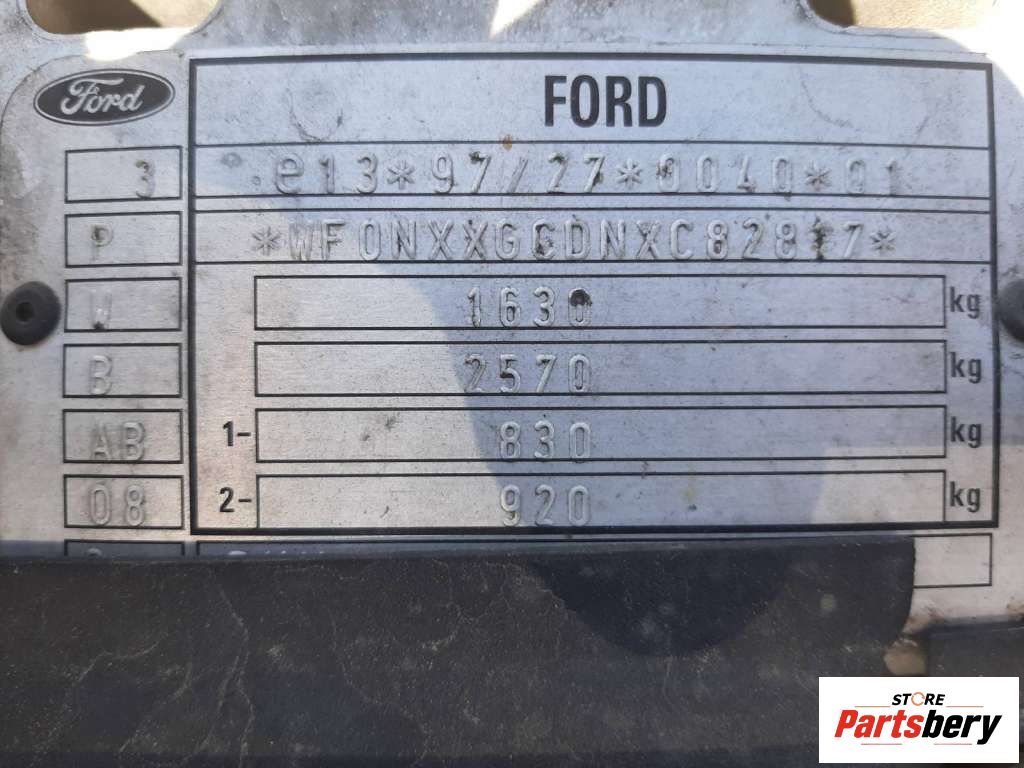 Ford
FORD
3 e13*97/27*0040*01
P *WF0NXXGCDNXC82817*
W 1630 kg
B 2570 kg
AB 1- 830 kg
08 2- 920 kg
STORE
Partsbery